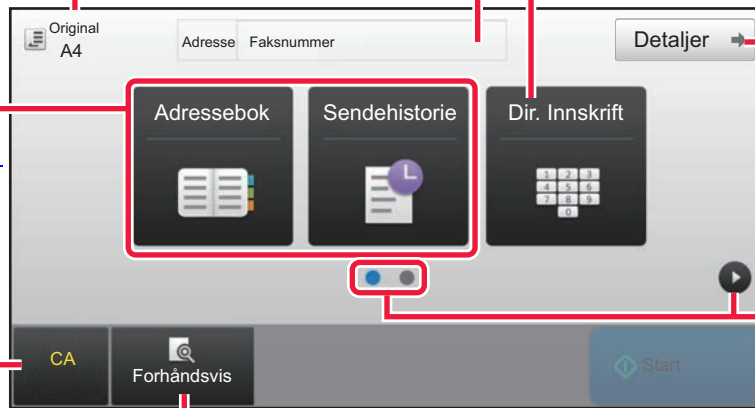 Original
A4
Adresse
Faksnummer
Detaljer
Adressebok
Sendehistorie
Dir. Innskrift
1 2 3
4 5 6
7 8 9
0
CA
Forhåndsvis
Start